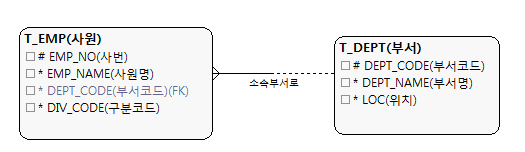 T_EMP(사원)
# EMP_NO(사번)
* EMP_NAME(사원명)
* DEPT_CODE(부서코드)(FK)
* DIV_CODE(구분코드)
소속부서로
T_DEPT(부서)
# DEPT_CODE(부서코드)
* DEPT_NAME(부서명)
* LOC(위치)